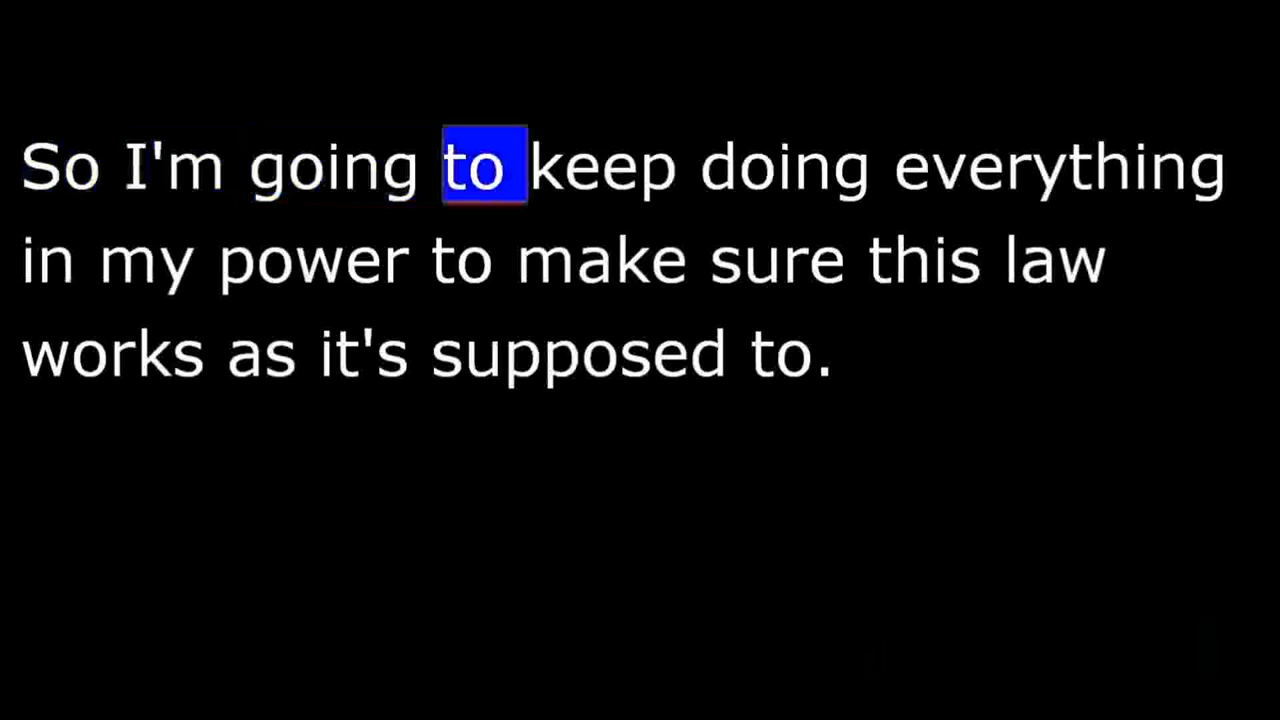 So I'm going to keep doing everything
in my power to make sure this law
works as it's supposed to.